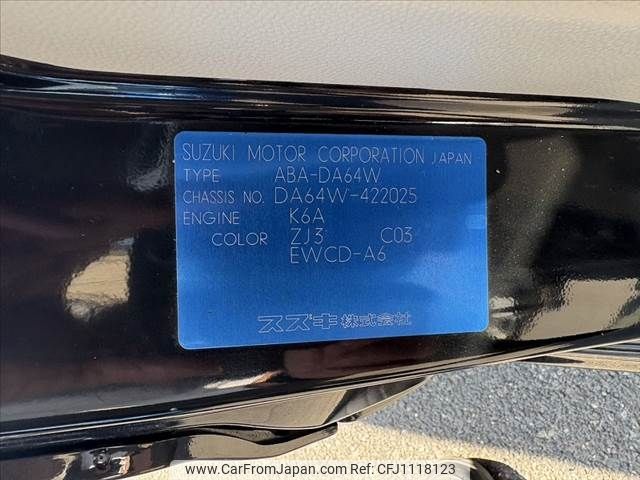 SUZUKI MOTOR CORPORATION JAPAN
TYPE ABA-DA64W
CHASSIS NO. DA64W-422025
ENGINE K6A
COLOR ZJ3 C03
EWCD-A6
スズキ株式会社
www.CarFromJapan.com REF:41118123